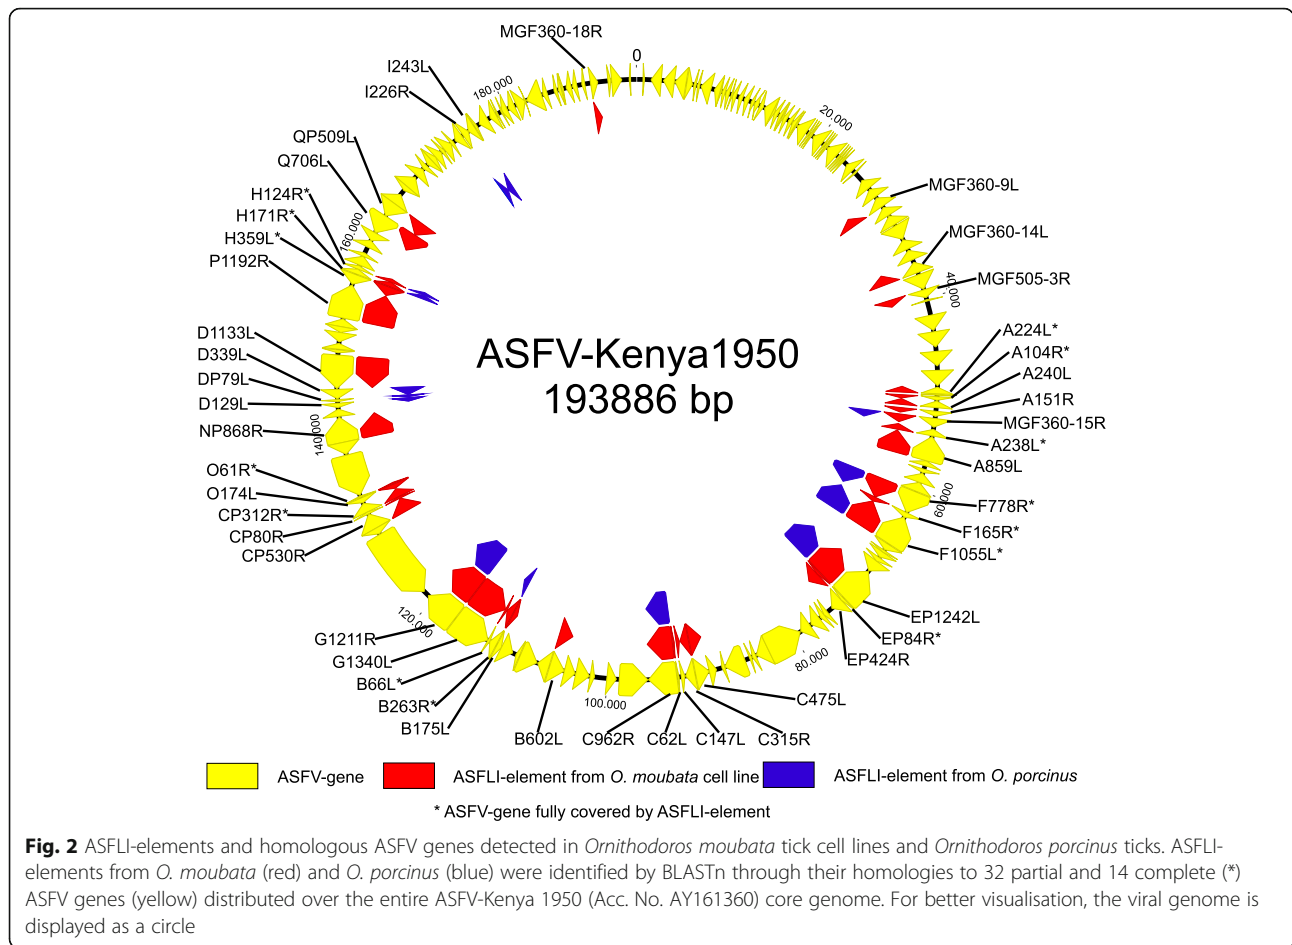 MGF360-18R
0
I243L
I226R
180.000
20.000
QP509L
Q706L
H124R*
H171R*
H359L*
P1192R
160.000
MGF360-9L
MGF360-14L
MGF505-3R
40.000
ASFV-Kenya1950
193886 bp
D1133L
D339L
DP79L
D129L
NP868R
140.000
A224L*
A104R*
A240L
A151R
MGF360-15R
A238L*
A859L
O61R*
O174L
CP312R*
CP80R
CP530R
60.000
F778R*
F165R*
F1055L*
G1211R
G1340L
B66L*
B263R*
B175L
120.000
EP1242L
EP84R*
EP424R
80.000
100.000
C475L
B602L C962R C62L C147L C315R
ASFV-gene ASFLI-element from O. moubata cell line ASFLI-element from O. porcinus
* ASFV-gene fully covered by ASFLI-element
Fig. 2 ASFLI-elements and homologous ASFV genes detected in Ornithodoros moubata tick cell lines and Ornithodoros porcinus ticks. ASFLI-
elements from O. moubata (red) and O. porcinus (blue) were identified by BLASTn through their homologies to 32 partial and 14 complete (*)
ASFV genes (yellow) distributed over the entire ASFV-Kenya 1950 (Acc. No. AY161360) core genome. For better visualisation, the viral genome is
displayed as a circle